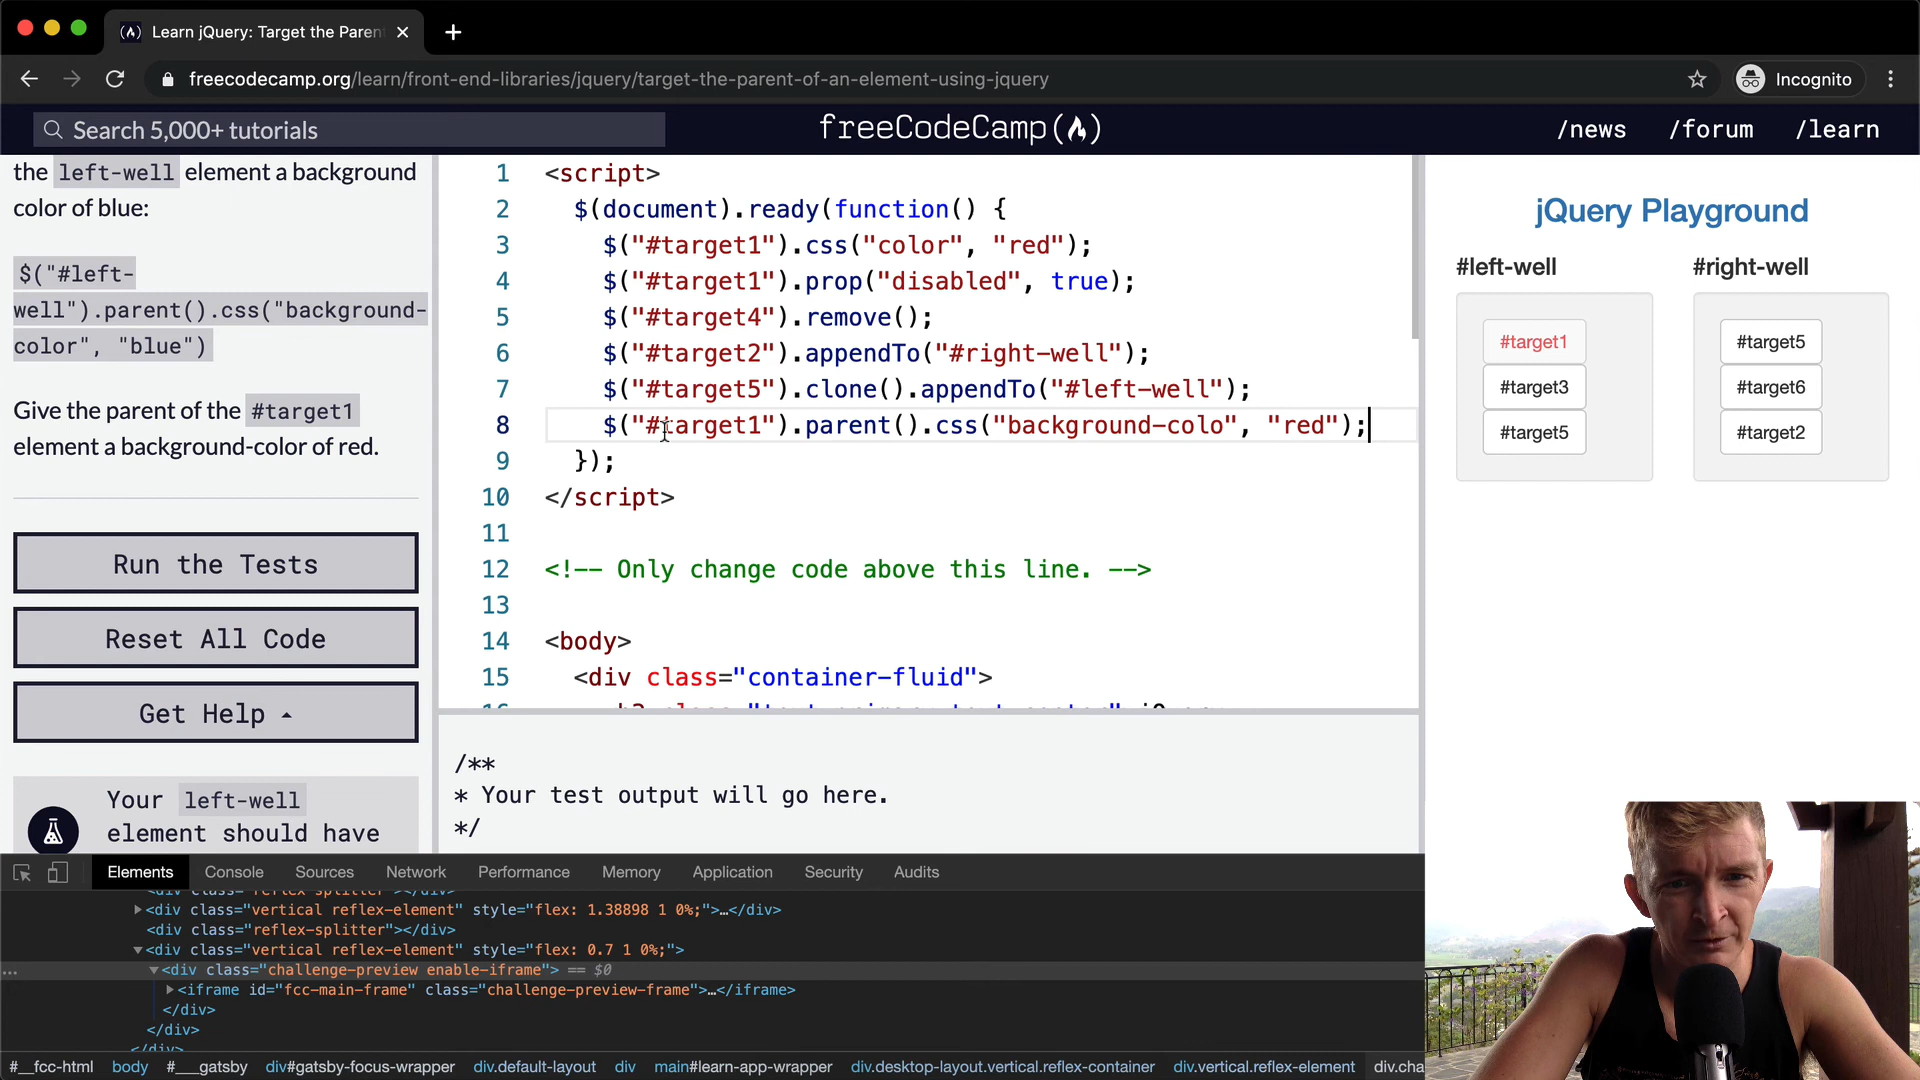 Learn jQuery: Target the Paren
freecodecamp.org/learn/front-end-libraries/jquery/target-the-parent-of-an-element-using-jquery
Incognito
Search 5,000+ tutorials
freeCodeCamp
/news
/forum
/learn
the left-well element a background
color of blue:
$("#left-
well").parent().css("background-
color", "blue")
Give the parent of the #target1
element a background-color of red.
Run the Tests
Reset All Code
Get Help
Your left-well
element should have
1 <script>
2 $(document).ready(function() {
3 $("#target1").css("color", "red");
4 $("#target1").prop("disabled", true);
5 $("#target4").remove();
6 $("#target2").appendTo("#right-well");
7 $("#target5").clone().appendTo("#left-well");
8 $("#target1").parent().css("background-colo", "red");
9 });
10 </script>
11
12 <!-- Only change code above this line. -->
13
14 <body>
15 <div class="container-fluid">
/**
* Your test output will go here.
*/
jQuery Playground
#left-well
#target1
#target3
#target5
#right-well
#target5
#target6
#target2
Elements
Console
Sources
Network
Performance
Memory
Application
Security
Audits
<div class="reflex-splitter"></div>
<div class="vertical reflex-element" style="flex: 1.38898 1 0%;">…</div>
<div class="reflex-splitter"></div>
<div class="vertical reflex-element" style="flex: 0.7 1 0%;">
<div class="challenge-preview enable-iframe"> == $0
<iframe id="fcc-main-frame" class="challenge-preview-frame">…</iframe>
</div>
</div>
</div>
#__fcc-html
body
#___gatsby
div#gatsby-focus-wrapper
div.default-layout
div
main#learn-app-wrapper
div.desktop-layout.vertical.reflex-container
div.vertical.reflex-element
div.cha